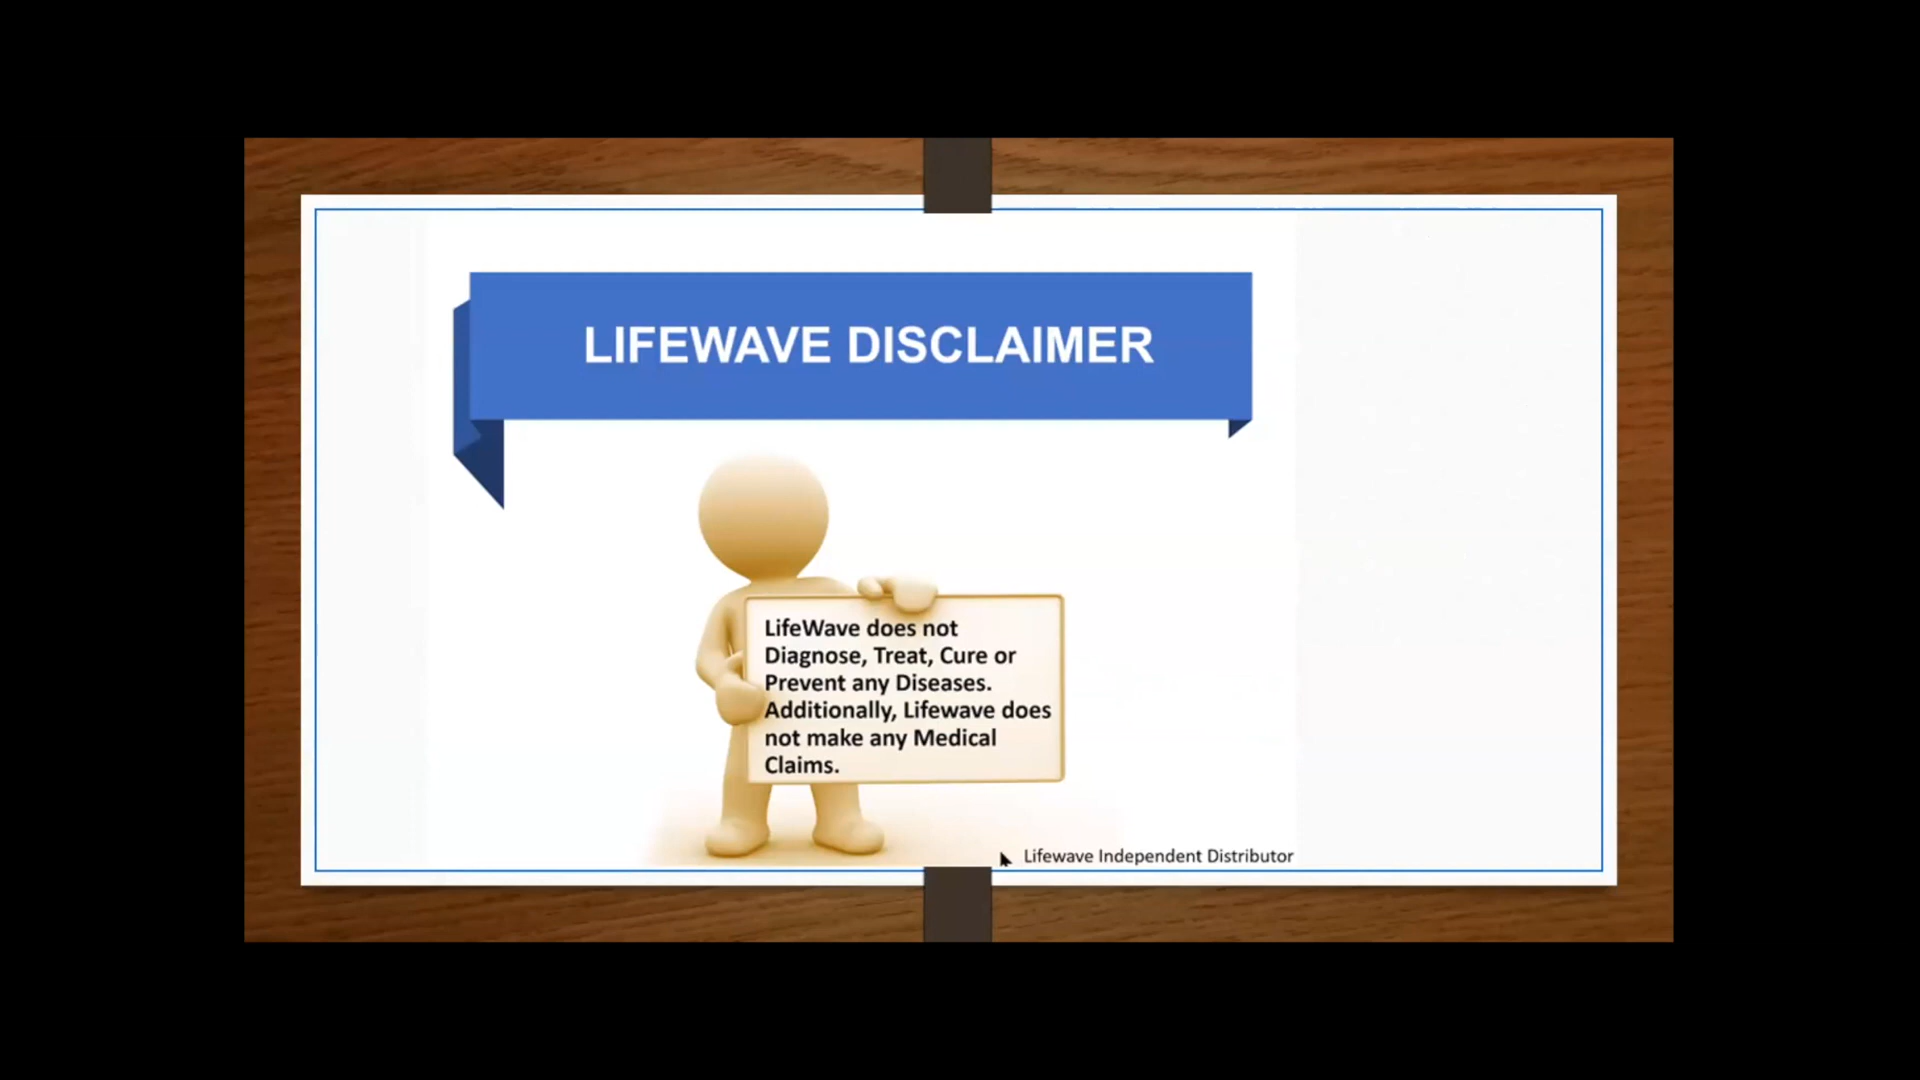 LIFEWAVE DISCLAIMER
LifeWave does not
Diagnose, Treat, Cure or
Prevent any Diseases.
Additionally, Lifewave does
not make any Medical
Claims.
Lifewave Independent Distributor